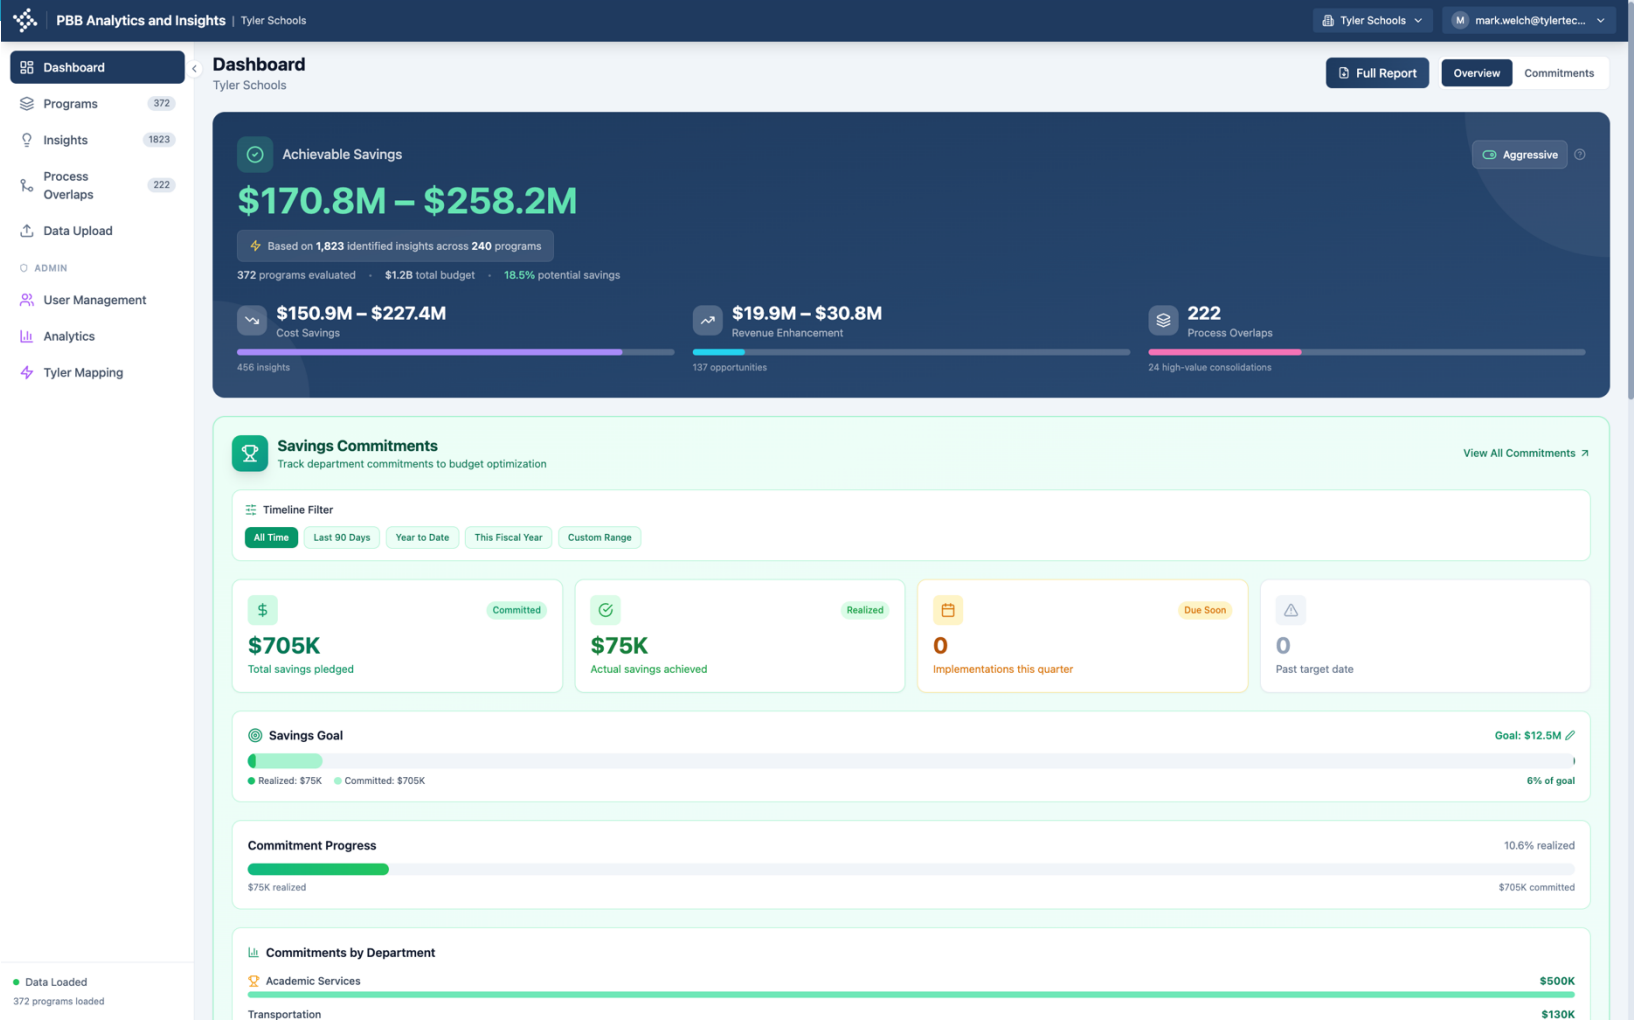 PBB Analytics and Insights | Tyler Schools
Tyler Schools
M mark.welch@tylertec...
Dashboard
Programs 372
Insights 1823
Process Overlaps 222
Data Upload
ADMIN
User Management
Analytics
Tyler Mapping
Data Loaded
372 programs loaded
Dashboard
Tyler Schools
Full Report
Overview
Commitments
Achievable Savings
Aggressive
$170.8M – $258.2M
Based on 1,823 identified insights across 240 programs
372 programs evaluated · $1.2B total budget · 18.5% potential savings
$150.9M – $227.4M
Cost Savings
456 insights
$19.9M – $30.8M
Revenue Enhancement
137 opportunities
222
Process Overlaps
24 high-value consolidations
Savings Commitments
Track department commitments to budget optimization
View All Commitments
Timeline Filter
All Time
Last 90 Days
Year to Date
This Fiscal Year
Custom Range
Committed
$705K
Total savings pledged
Realized
$75K
Actual savings achieved
Due Soon
0
Implementations this quarter
0
Past target date
Savings Goal
Goal: $12.5M
Realized: $75K
Committed: $705K
6% of goal
Commitment Progress
10.6% realized
$75K realized
$705K committed
Commitments by Department
Academic Services $500K
Transportation $130K